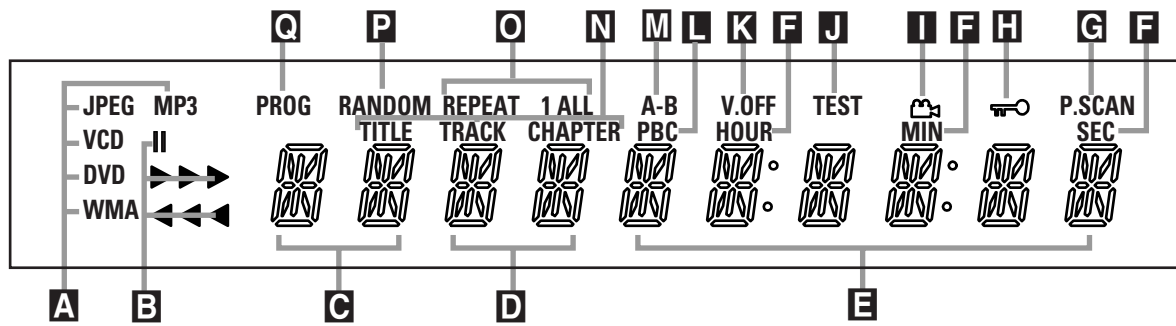 Q P O N M L K F J I F H G F
JPEG MP3 PROG RANDOM REPEAT 1 ALL A-B V.OFF TEST P.SCAN
VCD TITLE TRACK CHAPTER PBC HOUR MIN SEC
DVD
WMA
A B C D E